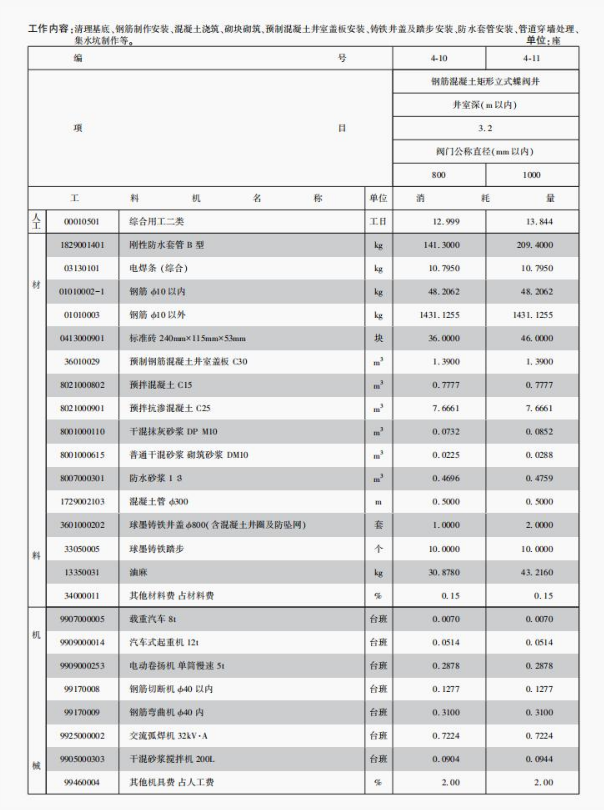 工作内容:清理基底、钢筋制作安装、混凝土浇筑、砌块砌筑、预制混凝土井室盖板安装、铸铁井盖及踏步安装、防水套管安装、管道穿墙处理、
集水坑制作等。 单位:座
编 号 4-10 4-11
钢筋混凝土矩形立式蝶阀井
井室深(m以内)
项 目 3.2
阀门公称直径(mm以内)
800 1000
工 料 机 名 称 单位 消 耗 量
人工 00010501 综合用工二类 工日 12.999 13.844
1829001401 刚性防水套管 B 型 kg 141.3000 209.4000
03130101 电焊条 (综合) kg 10.7950 10.7950
材 01010002-1 钢筋 ϕ10 以内 kg 48.2062 48.2062
01010003 钢筋 ϕ10 以外 kg 1431.1255 1431.1255
0413000901 标准砖 240mm×115mm×53mm 块 36.0000 46.0000
36010029 预制钢筋混凝土井室盖板 C30 m³ 1.3900 1.3900
8021000802 预拌混凝土 C15 m³ 0.7777 0.7777
8021000901 预拌抗渗混凝土 C25 m³ 7.6661 7.6661
8001000110 干混抹灰砂浆 DP M10 m³ 0.0732 0.0852
8001000615 普通干混砂浆 砌筑砂浆 DM10 m³ 0.0225 0.0288
8007000301 防水砂浆 1:3 m³ 0.4696 0.4759
1729002103 混凝土管 ϕ300 m 0.5000 0.5000
3601000202 球墨铸铁井盖 ϕ800(含混凝土井圈及防坠网) 套 1.0000 2.0000
料 33050005 球墨铸铁踏步 个 10.0000 10.0000
13350031 油麻 kg 30.8780 43.2160
34000011 其他材料费 占材料费 % 0.15 0.15
9907000005 载重汽车 8t 台班 0.0070 0.0070
机 9909000014 汽车式起重机 12t 台班 0.0514 0.0514
9909000253 电动卷扬机 单筒慢速 5t 台班 0.2878 0.2878
99170008 钢筋切断机 ϕ40 以内 台班 0.1277 0.1277
99170009 钢筋弯曲机 ϕ40 内 台班 0.3100 0.3100
9925000002 交流弧焊机 32kV·A 台班 0.7224 0.7224
械 9905000303 干混砂浆搅拌机 200L 台班 0.0904 0.0944
99460004 其他机具费 占人工费 % 2.00 2.00